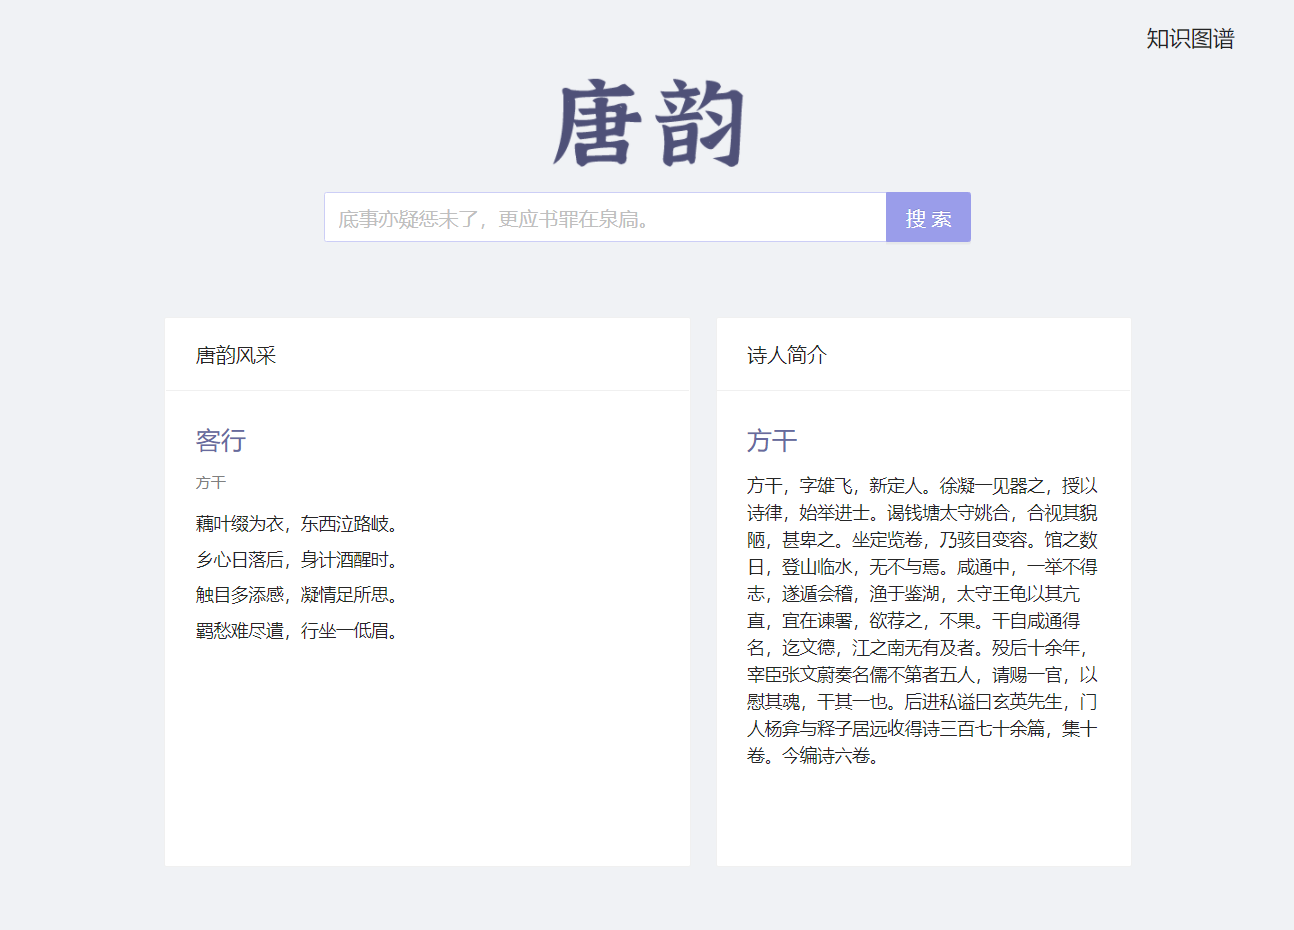 知识图谱
唐韵
底事亦疑惩未了，更应书罪在泉扃。
搜 索
唐韵风采
客行
方干
藕叶缀为衣，东西泣路岐。
乡心日落后，身计酒醒时。
触目多添感，凝情足所思。
羁愁难尽遣，行坐一低眉。
诗人简介
方干
方干，字雄飞，新定人。徐凝一见器之，授以
诗律，始举进士。谒钱塘太守姚合，合视其貌
陋，甚卑之。坐定览卷，乃骇目变容。馆之数
日，登山临水，无不与焉。咸通中，一举不得
志，遂遁会稽，渔于鉴湖，太守王龟以其亢
直，宜在谏署，欲荐之，不果。干自咸通得
名，迄文德，江之南无有及者。殁后十余年，
宰臣张文蔚奏名儒不第者五人，请赐一官，以
慰其魂，干其一也。后进私谥曰玄英先生，门
人杨弇与释子居远收得诗三百七十余篇，集十
卷。今编诗六卷。